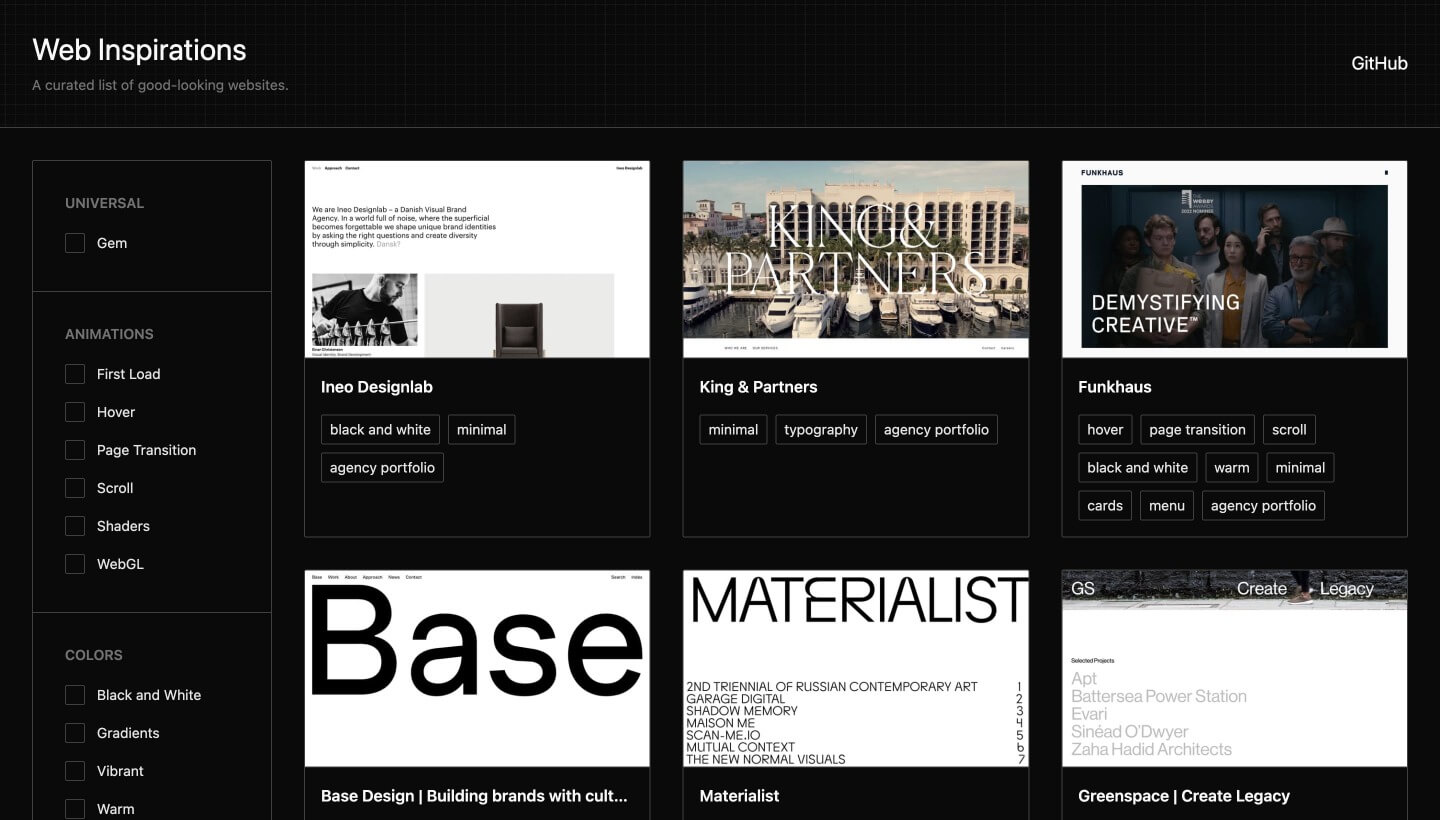 Web Inspirations
A curated list of good-looking websites.
GitHub
UNIVERSAL
Gem
ANIMATIONS
First Load
Hover
Page Transition
Scroll
Shaders
WebGL
COLORS
Black and White
Gradients
Vibrant
Warm
Work Approach Contact
Ineo Designlab
We are Ineo Designlab – a Danish Visual Brand
Agency. In a world full of noise, where the superficial
becomes forgettable we shape unique brand identities
by asking the right questions and create diversity
through simplicity. Dansk?
Visual Identity, Brand Development
Ineo Designlab
black and white
minimal
agency portfolio
KING&
PARTNERS
WHO WE ARE OUR SERVICES
Contact Careers
King & Partners
minimal
typography
agency portfolio
FUNKHAUS
THE
WEBBY
AWARDS
2022 NOMINEE
DEMYSTIFYING
CREATIVE™
Funkhaus
hover
page transition
scroll
black and white
warm
minimal
cards
menu
agency portfolio
Base Work About Approach News Contact
Search Index
Base
Base Design | Building brands with cult...
MATERIALIST
2ND TRIENNIAL OF RUSSIAN CONTEMPORARY ART 1
GARAGE DIGITAL 2
SHADOW MEMORY 3
MAISON ME 4
SCAN-ME.IO 5
MUTUAL CONTEXT 6
THE NEW NORMAL VISUALS 7
Materialist
GS Create Legacy
Selected Projects
Apt
Battersea Power Station
Evari
Sinéad O'Dwyer
Zaha Hadid Architects
Greenspace | Create Legacy